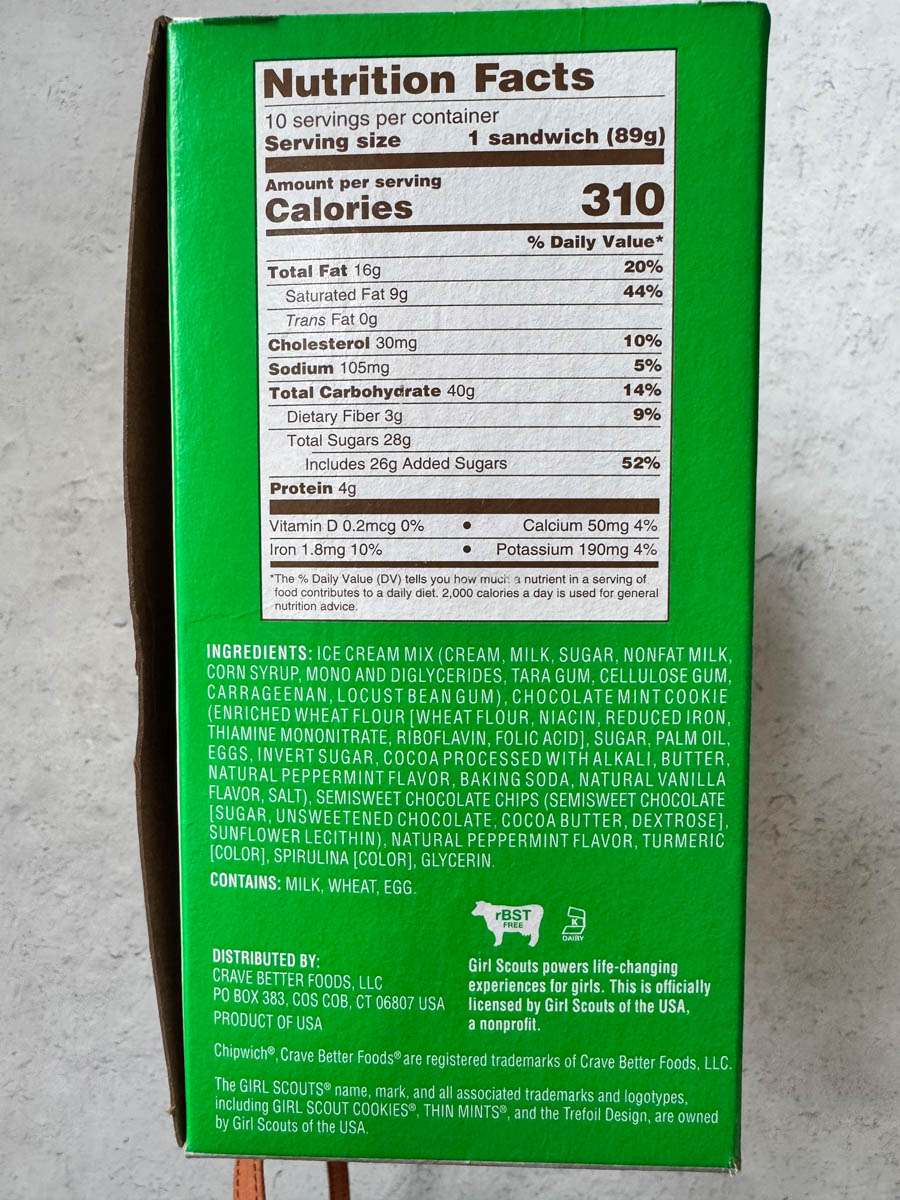 Nutrition Facts
10 servings per container
Serving size 1 sandwich (89g)
Amount per serving
Calories 310
% Daily Value*
Total Fat 16g 20%
Saturated Fat 9g 44%
Trans Fat 0g
Cholesterol 30mg 10%
Sodium 105mg 5%
Total Carbohydrate 40g 14%
Dietary Fiber 3g 9%
Total Sugars 28g
Includes 26g Added Sugars 52%
Protein 4g
Vitamin D 0.2mcg 0% • Calcium 50mg 4%
Iron 1.8mg 10% • Potassium 190mg 4%
*The % Daily Value (DV) tells you how much a nutrient in a serving of
food contributes to a daily diet. 2,000 calories a day is used for general
nutrition advice.
INGREDIENTS: ICE CREAM MIX (CREAM, MILK, SUGAR, NONFAT MILK,
CORN SYRUP, MONO AND DIGLYCERIDES, TARA GUM, CELLULOSE GUM,
CARRAGEENAN, LOCUST BEAN GUM), CHOCOLATE MINT COOKIE
(ENRICHED WHEAT FLOUR [WHEAT FLOUR, NIACIN, REDUCED IRON,
THIAMINE MONONITRATE, RIBOFLAVIN, FOLIC ACID], SUGAR, PALM OIL,
EGGS, INVERT SUGAR, COCOA PROCESSED WITH ALKALI, BUTTER,
NATURAL PEPPERMINT FLAVOR, BAKING SODA, NATURAL VANILLA
FLAVOR, SALT), SEMISWEET CHOCOLATE CHIPS (SEMISWEET CHOCOLATE
[SUGAR, UNSWEETENED CHOCOLATE, COCOA BUTTER, DEXTROSE],
SUNFLOWER LECITHIN), NATURAL PEPPERMINT FLAVOR, TURMERIC
[COLOR], SPIRULINA [COLOR], GLYCERIN.
CONTAINS: MILK, WHEAT, EGG.
rBST
FREE
K
DAIRY
DISTRIBUTED BY:
CRAVE BETTER FOODS, LLC
PO BOX 383, COS COB, CT 06807 USA
PRODUCT OF USA
Girl Scouts powers life-changing
experiences for girls. This is officially
licensed by Girl Scouts of the USA,
a nonprofit.
Chipwich®, Crave Better Foods® are registered trademarks of Crave Better Foods, LLC.
The GIRL SCOUTS® name, mark, and all associated trademarks and logotypes,
including GIRL SCOUT COOKIES®, THIN MINTS®, and the Trefoil Design, are owned
by Girl Scouts of the USA.